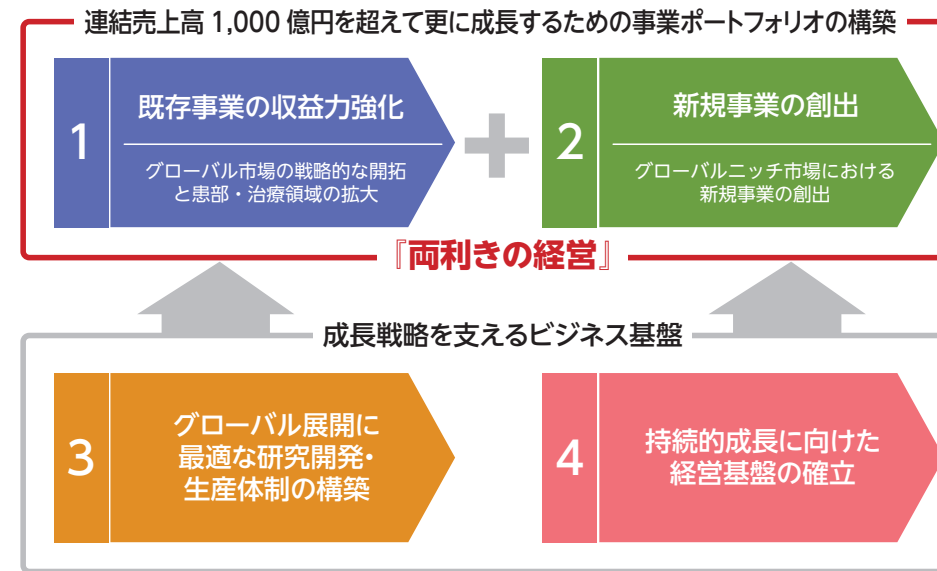 連結売上高 1,000 億円を超えて更に成長するための事業ポートフォリオの構築
1
既存事業の収益力強化
グローバル市場の戦略的な開拓
と患部・治療領域の拡大
2
新規事業の創出
グローバルニッチ市場における
新規事業の創出
『両利きの経営』
成長戦略を支えるビジネス基盤
3
グローバル展開に
最適な研究開発・
生産体制の構築
4
持続的成長に向けた
経営基盤の確立